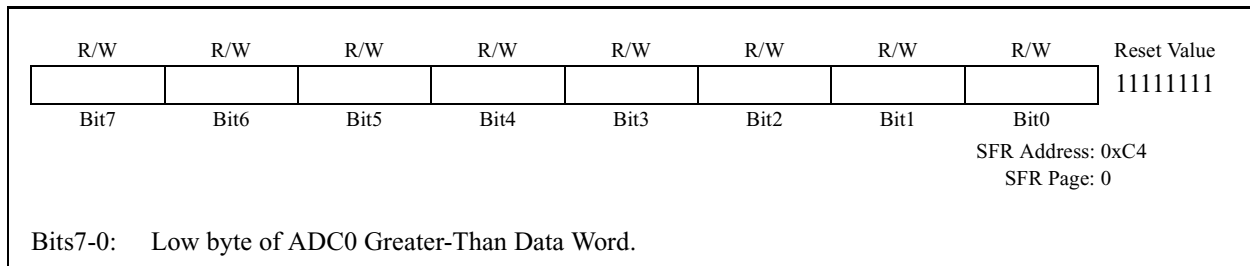 R/W R/W R/W R/W R/W R/W R/W R/W Reset Value
11111111
Bit7 Bit6 Bit5 Bit4 Bit3 Bit2 Bit1 Bit0
SFR Address: 0xC4
SFR Page: 0
Bits7-0: Low byte of ADC0 Greater-Than Data Word.